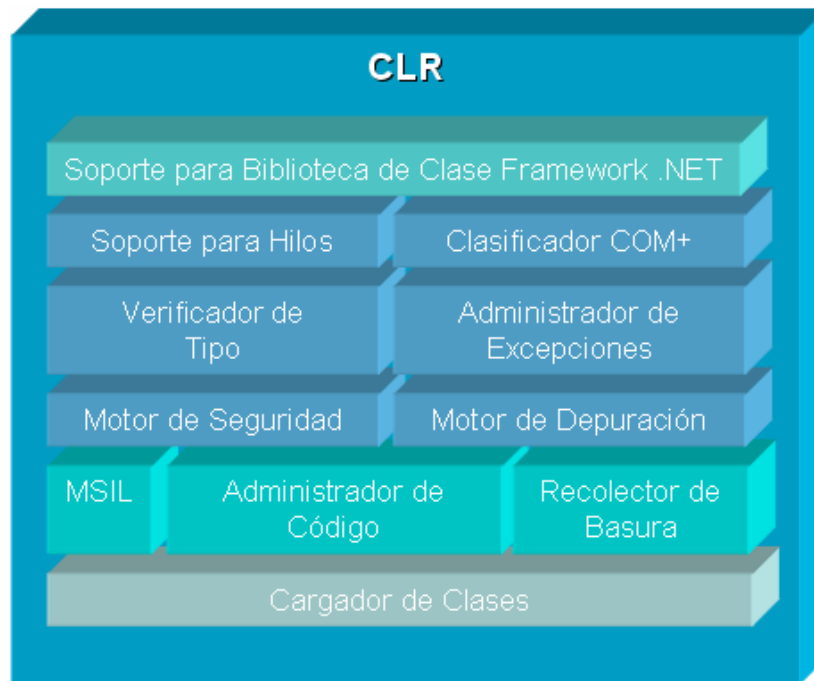 CLR
Soporte para Biblioteca de Clase Framework .NET
Soporte para Hilos
Clasificador COM+
Verificador de
Tipo
Administrador de
Excepciones
Motor de Seguridad
Motor de Depuración
MSIL
Administrador de
Código
Recolector de
Basura
Cargador de Clases